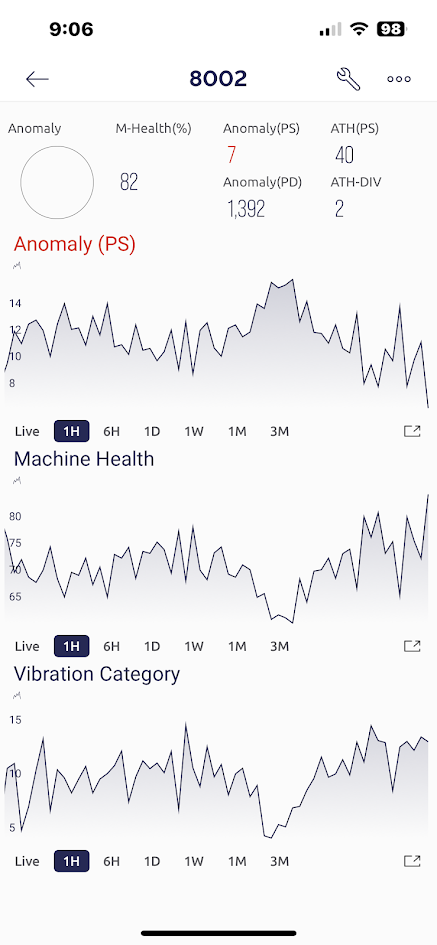 9:06
98
8002
Anomaly M-Health(%) Anomaly(PS) ATH(PS)
7 40
82
Anomaly(PD) ATH-DIV
1,392 2
Anomaly (PS)
14
12
10
8
Live 1H 6H 1D 1W 1M 3M
Machine Health
80
75
70
65
Live 1H 6H 1D 1W 1M 3M
Vibration Category
15
10
5
Live 1H 6H 1D 1W 1M 3M